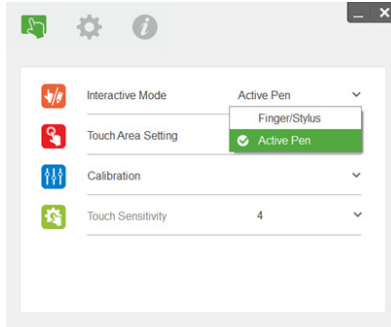 Interactive Mode Active Pen
Finger/Stylus
Touch Area Setting
Active Pen
Calibration
Touch Sensitivity 4